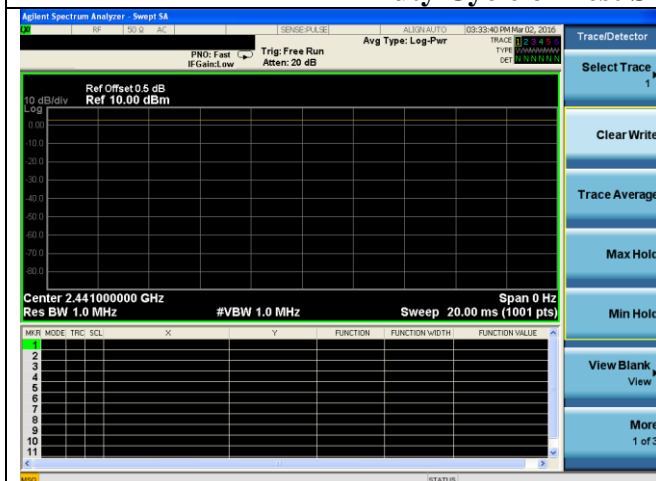 Agilent Spectrum Analyzer - Swept SA
RF 50 Ω AC SENSE:PULSE ALIGN AUTO 03:33:40 PM Mar 02, 2016
Avg Type: Log-Pwr TRACE 1 2 3 4 5 6
PNO: Fast Trig: Free Run TYPE
IFGain:Low Atten: 20 dB DET N N N N N N
Ref Offset 0.5 dB
10 dB/div Ref 10.00 dBm
Log
0.00
-10.0
-20.0
-30.0
-40.0
-50.0
-60.0
-70.0
-80.0
Center 2.441000000 GHz Span 0 Hz
Res BW 1.0 MHz #VBW 1.0 MHz Sweep 20.00 ms (1001 pts)
MKR MODE TRC SCL X Y FUNCTION FUNCTION WIDTH FUNCTION VALUE
1
2
3
4
5
6
7
8
9
10
11
MSG STATUS
Trace/Detector
Select Trace
1
Clear Write
Trace Average
Max Hold
Min Hold
View Blank
View
More
1 of 3